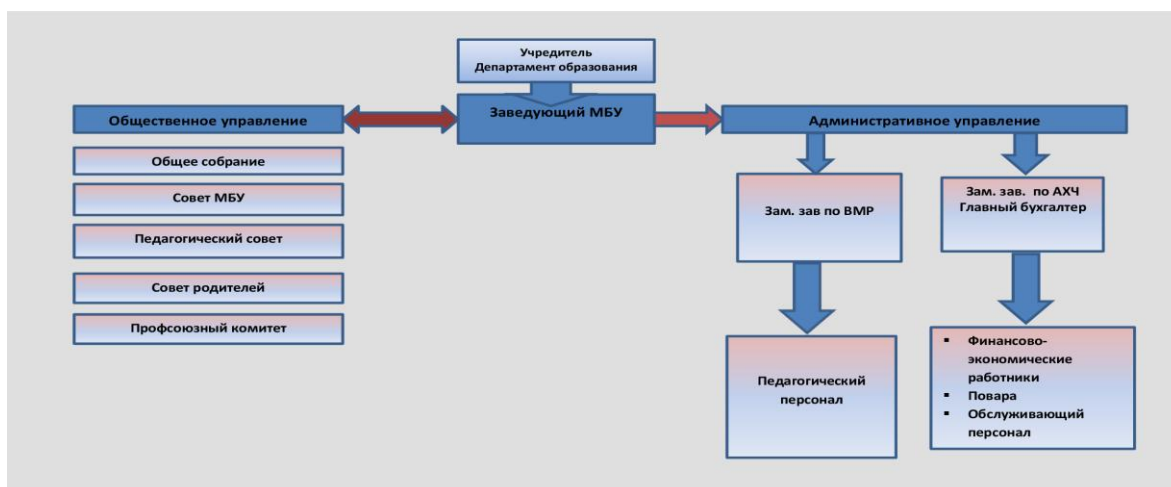 Учредитель
Департамент образования
Заведующий МБУ
Общественное управление
Общее собрание
Совет МБУ
Педагогический совет
Совет родителей
Профсоюзный комитет
Административное управление
Зам. зав по ВМР
Педагогический
персонал
Зам. зав. по АХЧ
Главный бухгалтер
▪ Финансово-
экономические
работники
▪ Повара
▪ Обслуживающий
персонал